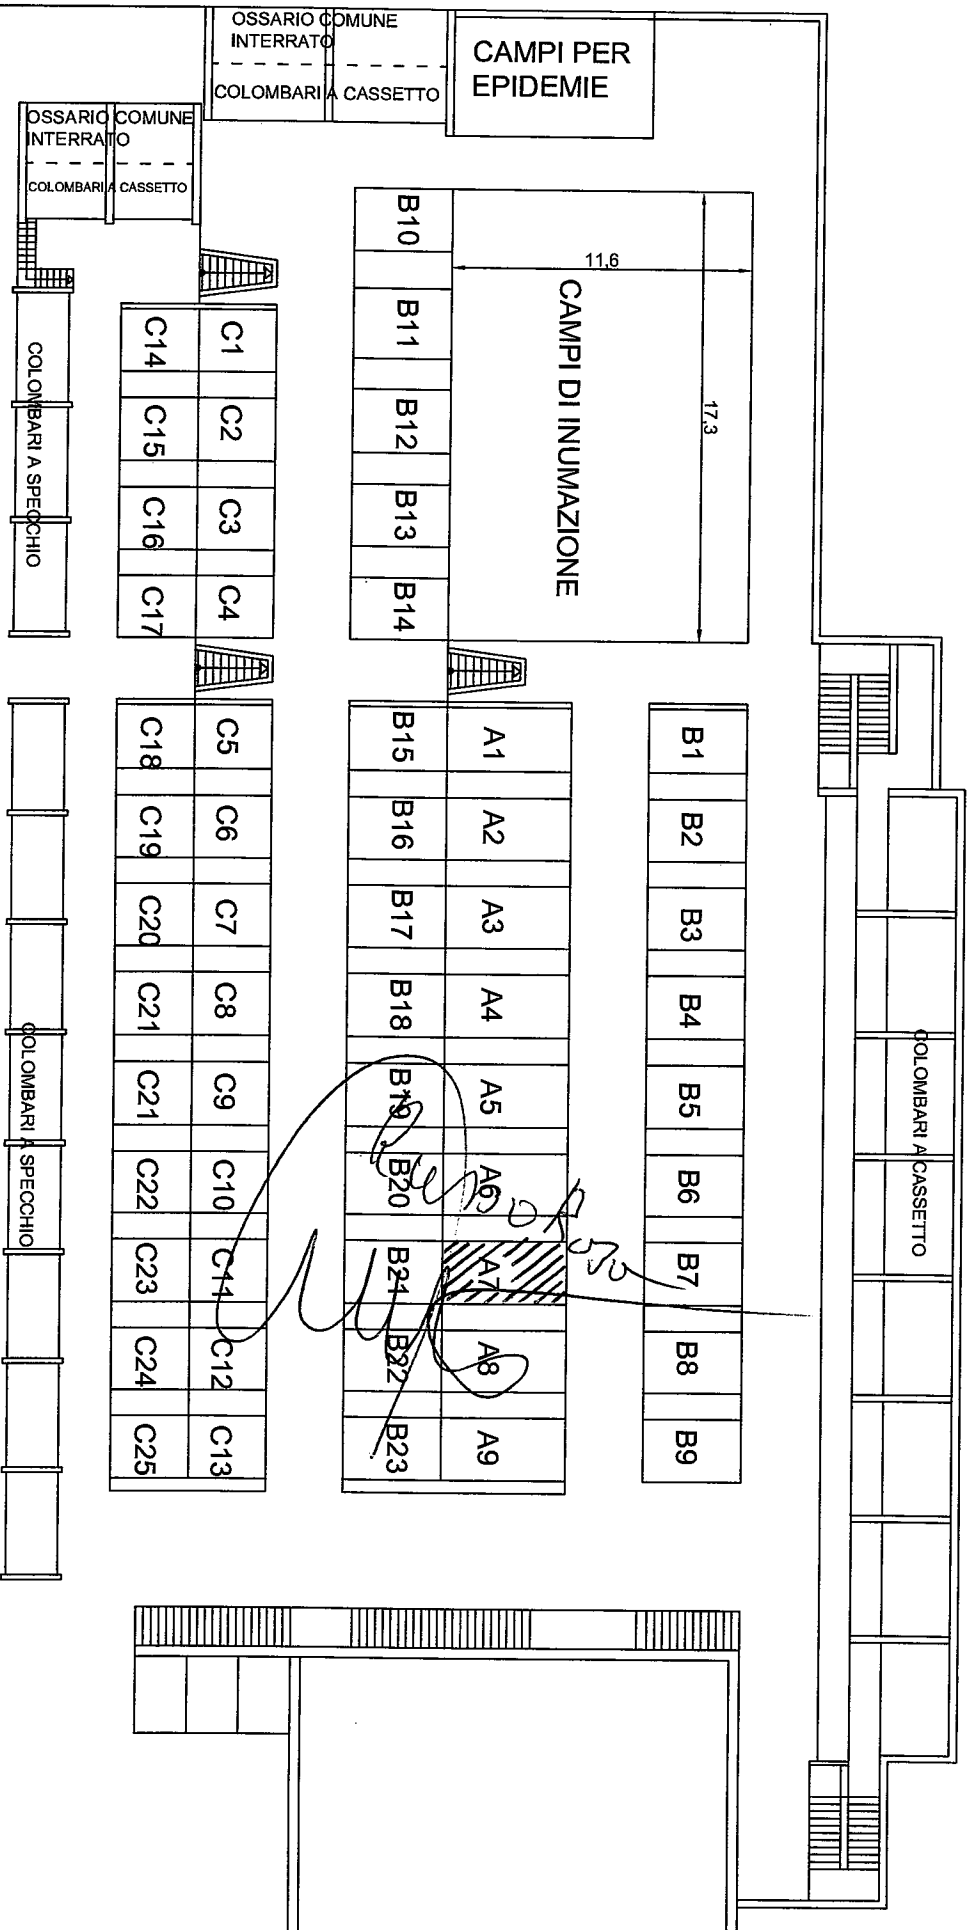 OSSARIO COMUNE
INTERRATO
COLOMBARI A CASSETTO
CAMPI PER
EPIDEMIE
OSSARIO COMUNE
INTERRATO
COLOMBARI A CASSETTO
CAMPI DI INUMAZIONE
11,6
17,3
B10
B11
B12
B13
B14
C1
C2
C3
C4
C14
C15
C16
C17
COLOMBARI A SPECCHIO
B1
B2
B3
B4
B5
B6
B7
B8
B9
A1
A2
A3
A4
A5
A6
A7
A8
A9
B15
B16
B17
B18
B19
B20
B21
B22
B23
C5
C6
C7
C8
C9
C10
C11
C12
C13
C18
C19
C20
C21
C21
C22
C23
C24
C25
COLOMBARI A SPECCHIO
COLOMBARI A CASSETTO